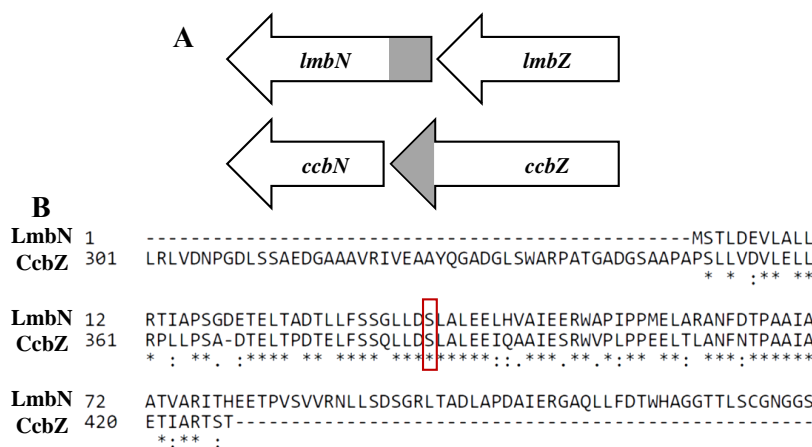 A
lmbN lmbZ
ccbN ccbZ
B
LmbN 1 -------------------------------------------------MSTLDEVLALL
CcbZ 301 LRLVDNPGDLSSAEDGAAAVRIVEAAYQGADGLSWARPATGADGSAAPAPSLLVDVLELL
* * :** **
LmbN 12 RTIAPSGDETELTADTLLFSSGLLDSLALEELHVAIEERWAPIPPMELARANFDTPAAIA
CcbZ 361 RPLLPSA-DTELTPDTELFSSQLLDSLALEEIQAAIESRWVPLPPEELTLANFNTPAAIA
* : **. :**** ** **** *********::.***.**.*:** **. ***:******
LmbN 72 ATVARITHEETPVSVVRNLLSDSGRLTADLAPDAIERGAQLLFDTWHAGGTTLSCGNGGS
CcbZ 420 ETIARTST----------------------------------------------------
*:** :